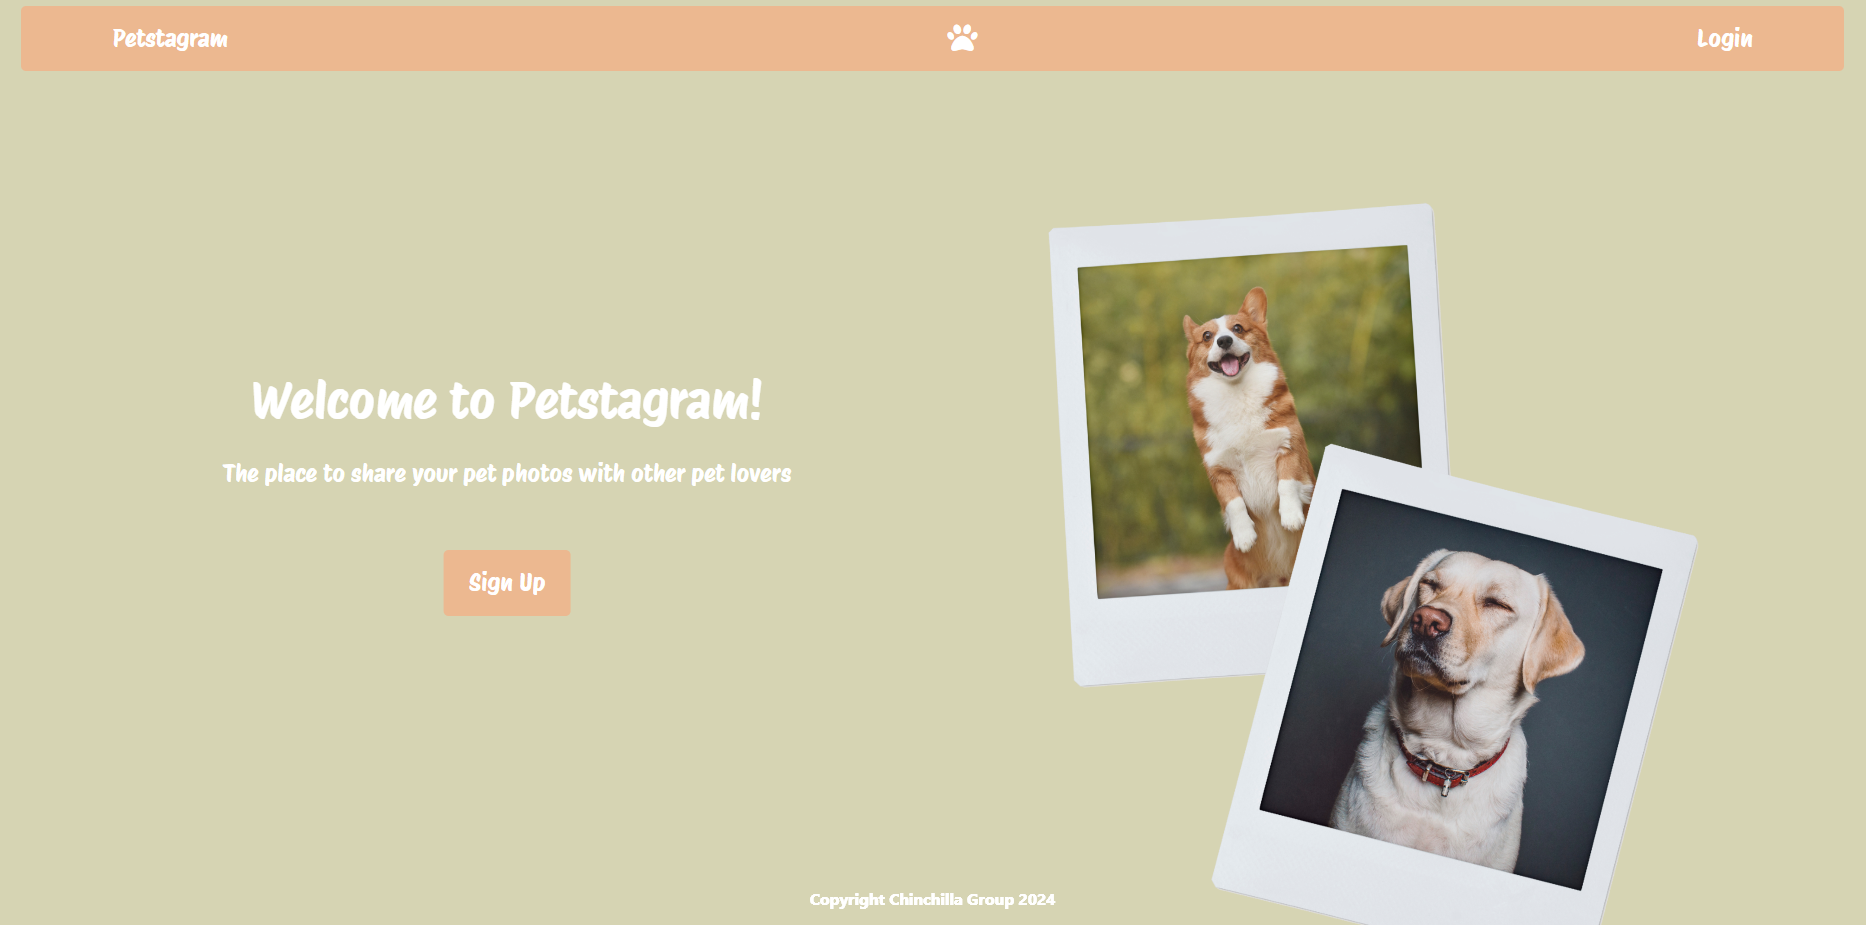 Petstagram
Login
Welcome to Petstagram!
The place to share your pet photos with other pet lovers
Sign Up
Copyright Chinchilla Group 2024